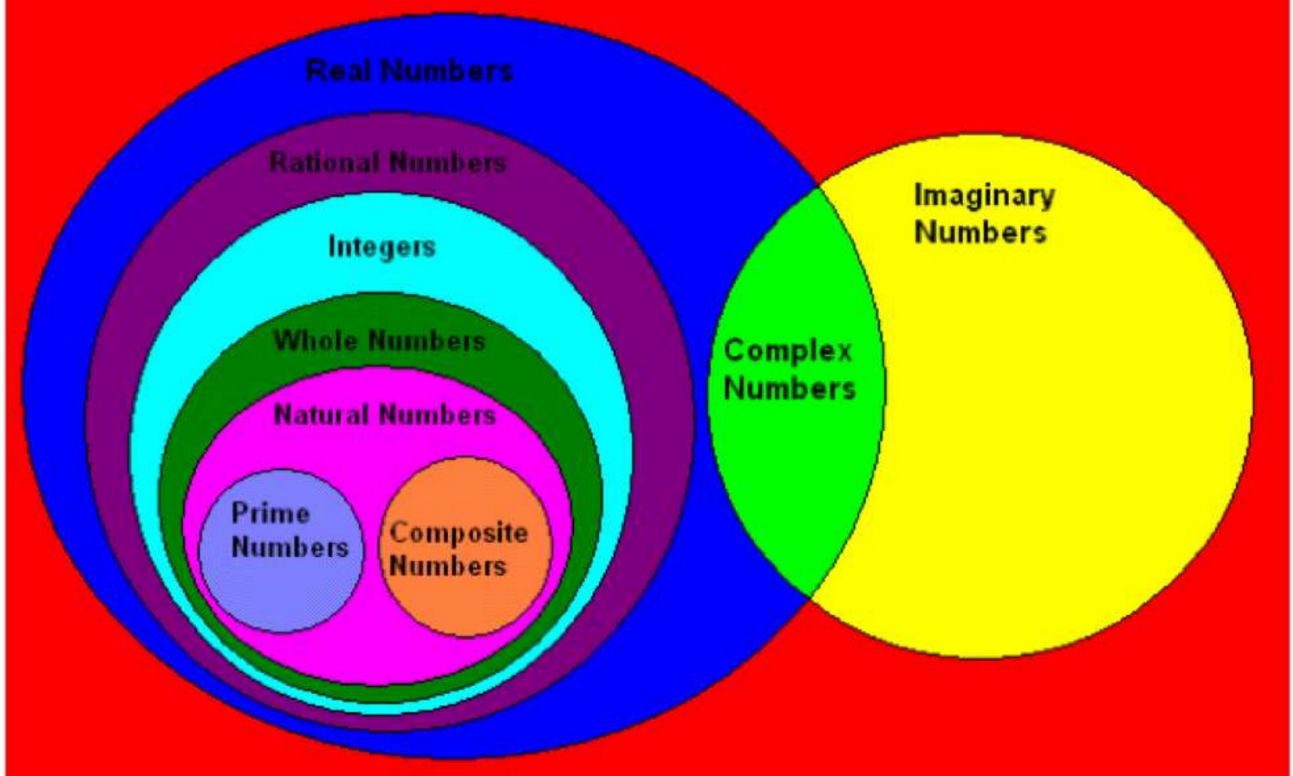 Real Numbers
Rational Numbers
Integers
Whole Numbers
Natural Numbers
Prime
Numbers
Composite
Numbers
Complex
Numbers
Imaginary
Numbers